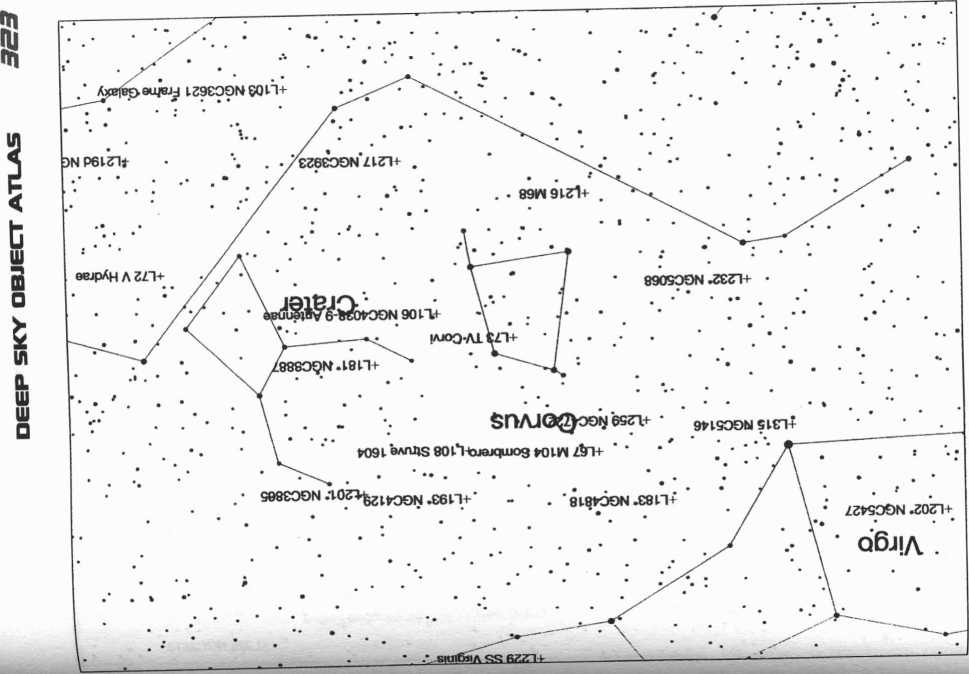 DEEP SKY OBJECT ATLAS 323
+L103 NGC3621 Frame Galaxy
+L219d NG
+L217 NGC3923
+L216 M68
+L72 V Hydrae
+L232* NGC5068
Crater
+L106 NGC4038-9 Antennae
+L73 TV Corvi
+L181* NGC3887
Corvus
+L259 NGC4722
+L315 NGC5146
+L67 M104 Sombrero
L108 Struve 1604
+L201* NGC3865
+L193* NGC4129
+L183* NGC4818
+L202* NGC5427
Virgo
+L229 SS Virginis